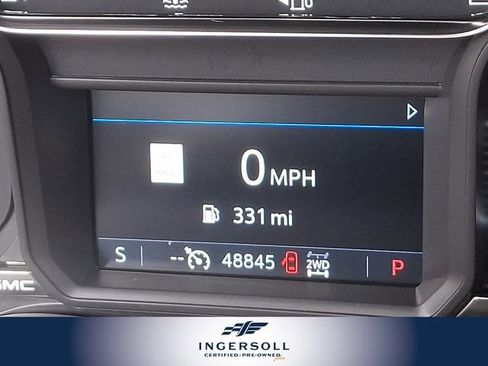 0 MPH
331 mi
S -- 48845 2WD P
GMC
INGERSOLL
CERTIFIED-PRE-OWNED